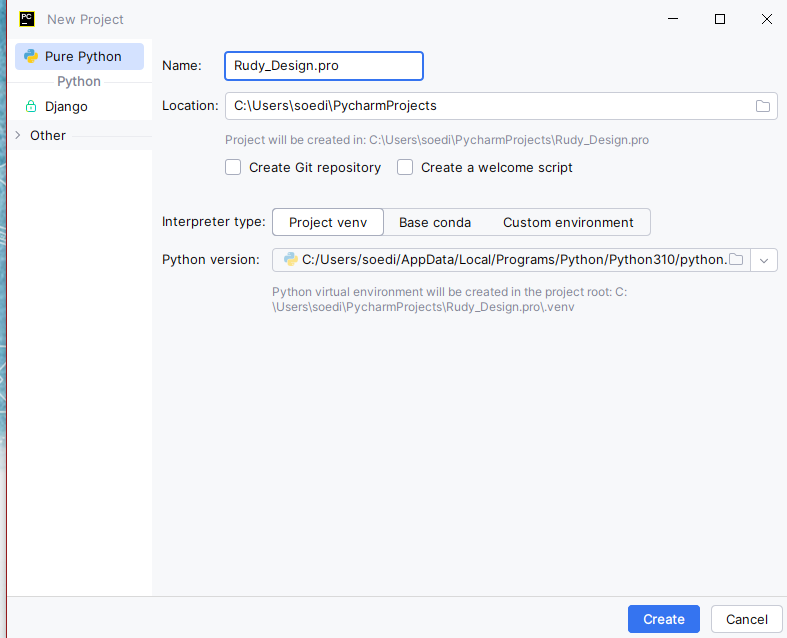 PC
New Project
Pure Python
Python
Django
Other
Name: Rudy_Design.pro
Location: C:\Users\soedi\PycharmProjects
Project will be created in: C:\Users\soedi\PycharmProjects\Rudy_Design.pro
Create Git repository Create a welcome script
Interpreter type: Project venv Base conda Custom environment
Python version: C:/Users/soedi/AppData/Local/Programs/Python/Python310/python.
Python virtual environment will be created in the project root: C:
\Users\soedi\PycharmProjects\Rudy_Design.pro\.venv
Create Cancel